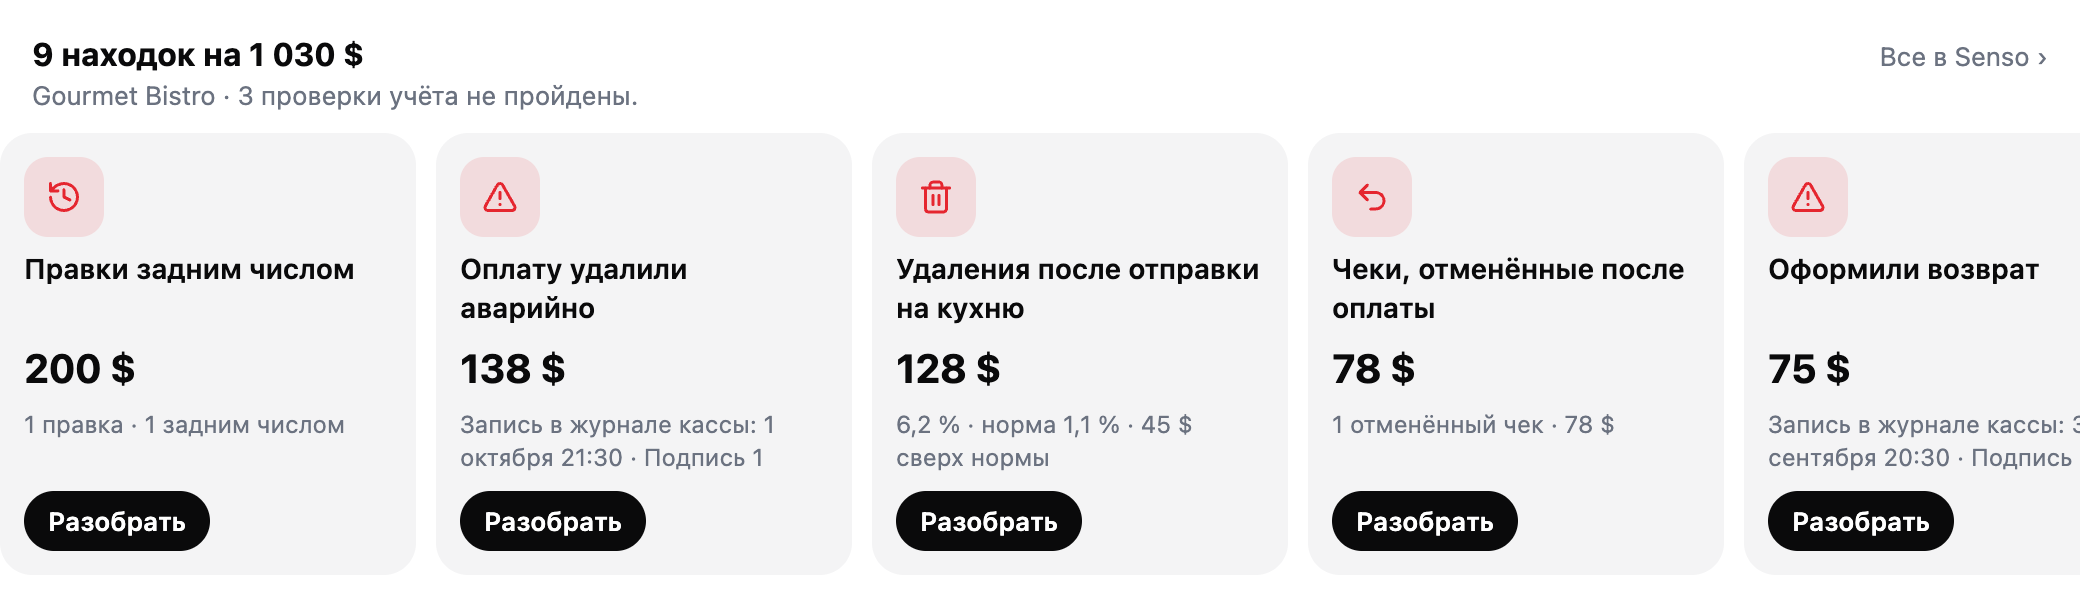 9 находок на 1 030 $
Все в Senso ›
Gourmet Bistro · 3 проверки учёта не пройдены.
Правки задним числом
200 $
1 правка · 1 задним числом
Разобрать
Оплату удалили
аварийно
138 $
Запись в журнале кассы: 1
октября 21:30 · Подпись 1
Разобрать
Удаления после отправки
на кухню
128 $
6,2 % · норма 1,1 % · 45 $
сверх нормы
Разобрать
Чеки, отменённые после
оплаты
78 $
1 отменённый чек · 78 $
Разобрать
Оформили возврат
75 $
Запись в журнале кассы:
сентября 20:30 · Подпись
Разобрать